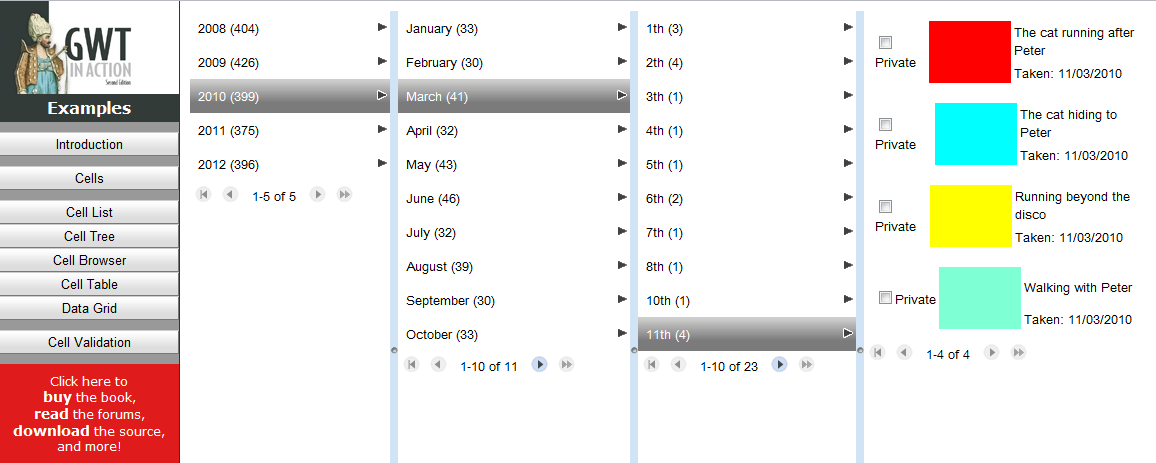 GWT
IN ACTION
Second Edition
Examples
Introduction
Cells
Cell List
Cell Tree
Cell Browser
Cell Table
Data Grid
Cell Validation
Click here to
buy the book,
read the forums,
download the source,
and more!
2008 (404)
2009 (426)
2010 (399)
2011 (375)
2012 (396)
1-5 of 5
January (33)
February (30)
March (41)
April (32)
May (43)
June (46)
July (32)
August (39)
September (30)
October (33)
1-10 of 11
1th (3)
2th (4)
3th (1)
4th (1)
5th (1)
6th (2)
7th (1)
8th (1)
10th (1)
11th (4)
1-10 of 23
Private
The cat running after
Peter
Taken: 11/03/2010
Private
The cat hiding to
Peter
Taken: 11/03/2010
Private
Running beyond the
disco
Taken: 11/03/2010
Private
Walking with Peter
Taken: 11/03/2010
1-4 of 4